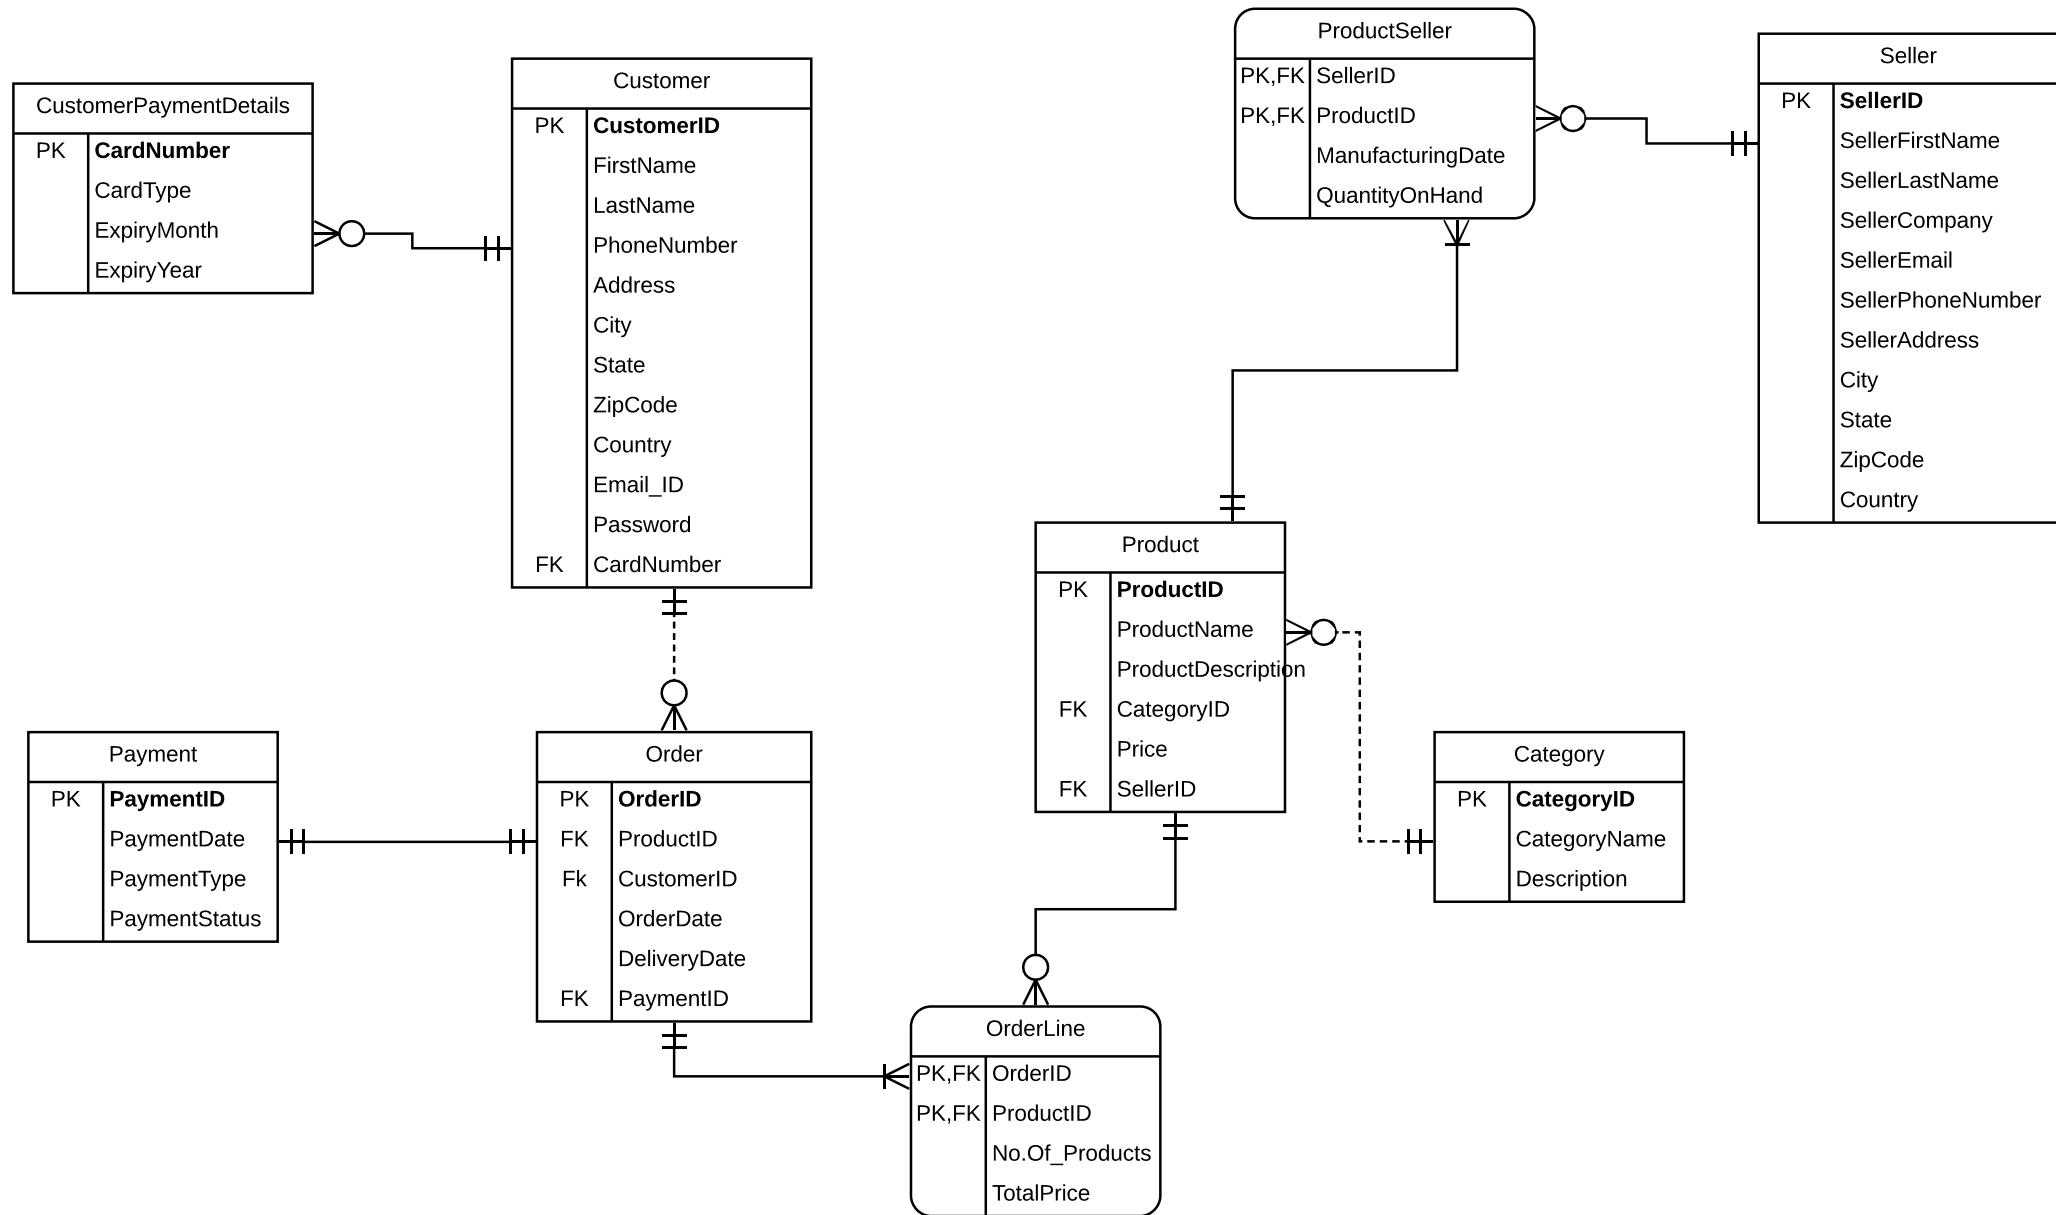 CustomerPaymentDetails
PK CardNumber
CardType
ExpiryMonth
ExpiryYear
Customer
PK CustomerID
FirstName
LastName
PhoneNumber
Address
City
State
ZipCode
Country
Email_ID
Password
FK CardNumber
ProductSeller
PK,FK SellerID
PK,FK ProductID
ManufacturingDate
QuantityOnHand
Seller
PK SellerID
SellerFirstName
SellerLastName
SellerCompany
SellerEmail
SellerPhoneNumber
SellerAddress
City
State
ZipCode
Country
Product
PK ProductID
ProductName
ProductDescription
FK CategoryID
Price
FK SellerID
Payment
PK PaymentID
PaymentDate
PaymentType
PaymentStatus
Order
PK OrderID
FK ProductID
Fk CustomerID
OrderDate
DeliveryDate
FK PaymentID
Category
PK CategoryID
CategoryName
Description
OrderLine
PK,FK OrderID
PK,FK ProductID
No.Of_Products
TotalPrice